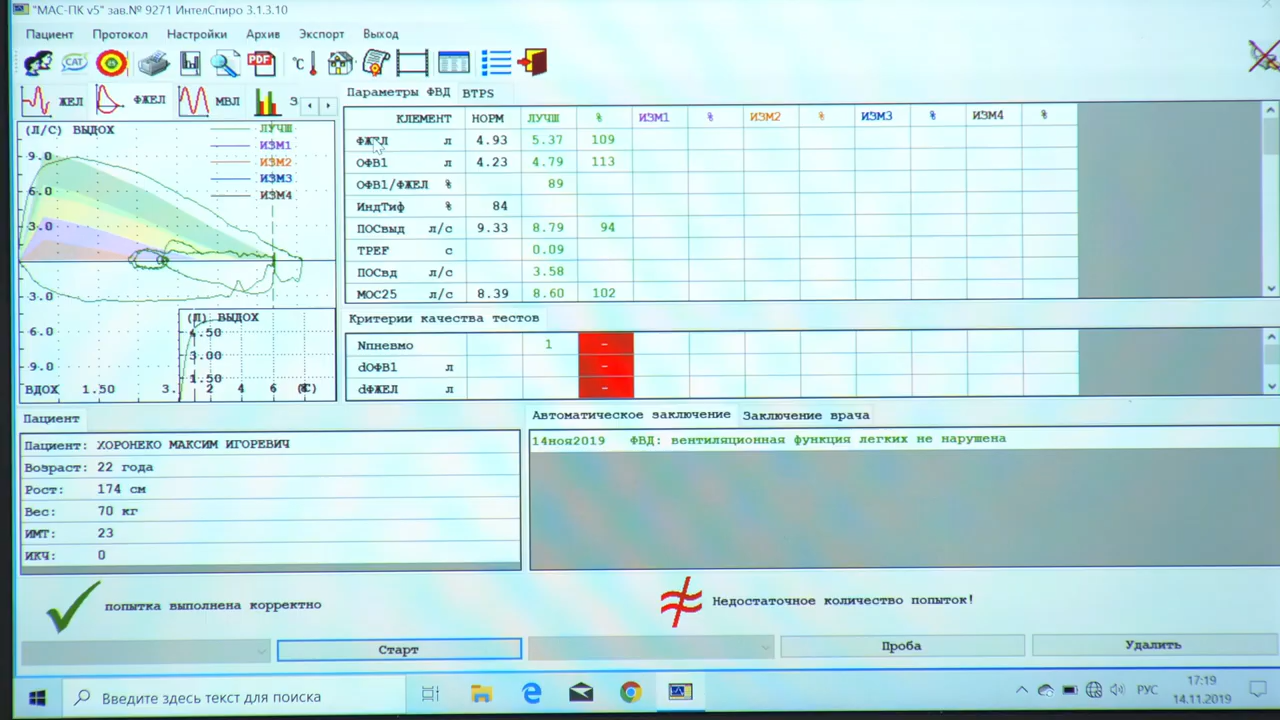 "МАС-ПК v5" зав.№ 9271 ИнтелСпиро 3.1.3.10
Пациент Протокол Настройки Архив Экспорт Выход
CAT PDF °C
ЖЕЛ ФЖЕЛ МВЛ З
Параметры ФВД BTPS
(Л/С) ВЫДОХ
ЛУЧШ
ИЗМ1
ИЗМ2
ИЗМ3
ИЗМ4
9.0
6.0
3.0
3.0
6.0
9.0
ВДОХ 1.50 3.
(Л) ВЫДОХ
4.50
3.00
1.50
2 4 6 (С)
КЛЕМЕНТ НОРМ ЛУЧШ % ИЗМ1 % ИЗМ2 % ИЗМ3 % ИЗМ4 %
ФЖЕЛ л 4.93 5.37 109
ОФВ1 л 4.23 4.79 113
ОФВ1/ФЖЕЛ % 89
ИндТиф % 84
ПОСвыд л/с 9.33 8.79 94
ТPEF с 0.09
ПОСвд л/с 3.58
МОС25 л/с 8.39 8.60 102
Критерии качества тестов
Nпневмо 1 -
dОФВ1 л -
dФЖЕЛ л -
Пациент
Пациент: ХОРОНЕКО МАКСИМ ИГОРЕВИЧ
Возраст: 22 года
Рост: 174 см
Вес: 70 кг
ИМТ: 23
ИКЧ: 0
Автоматическое заключение Заключение врача
14ноя2019 ФВД: вентиляционная функция легких не нарушена
попытка выполнена корректно
Недостаточное количество попыток!
Старт Проба Удалить
Введите здесь текст для поиска
РУС
17:19
14.11.2019